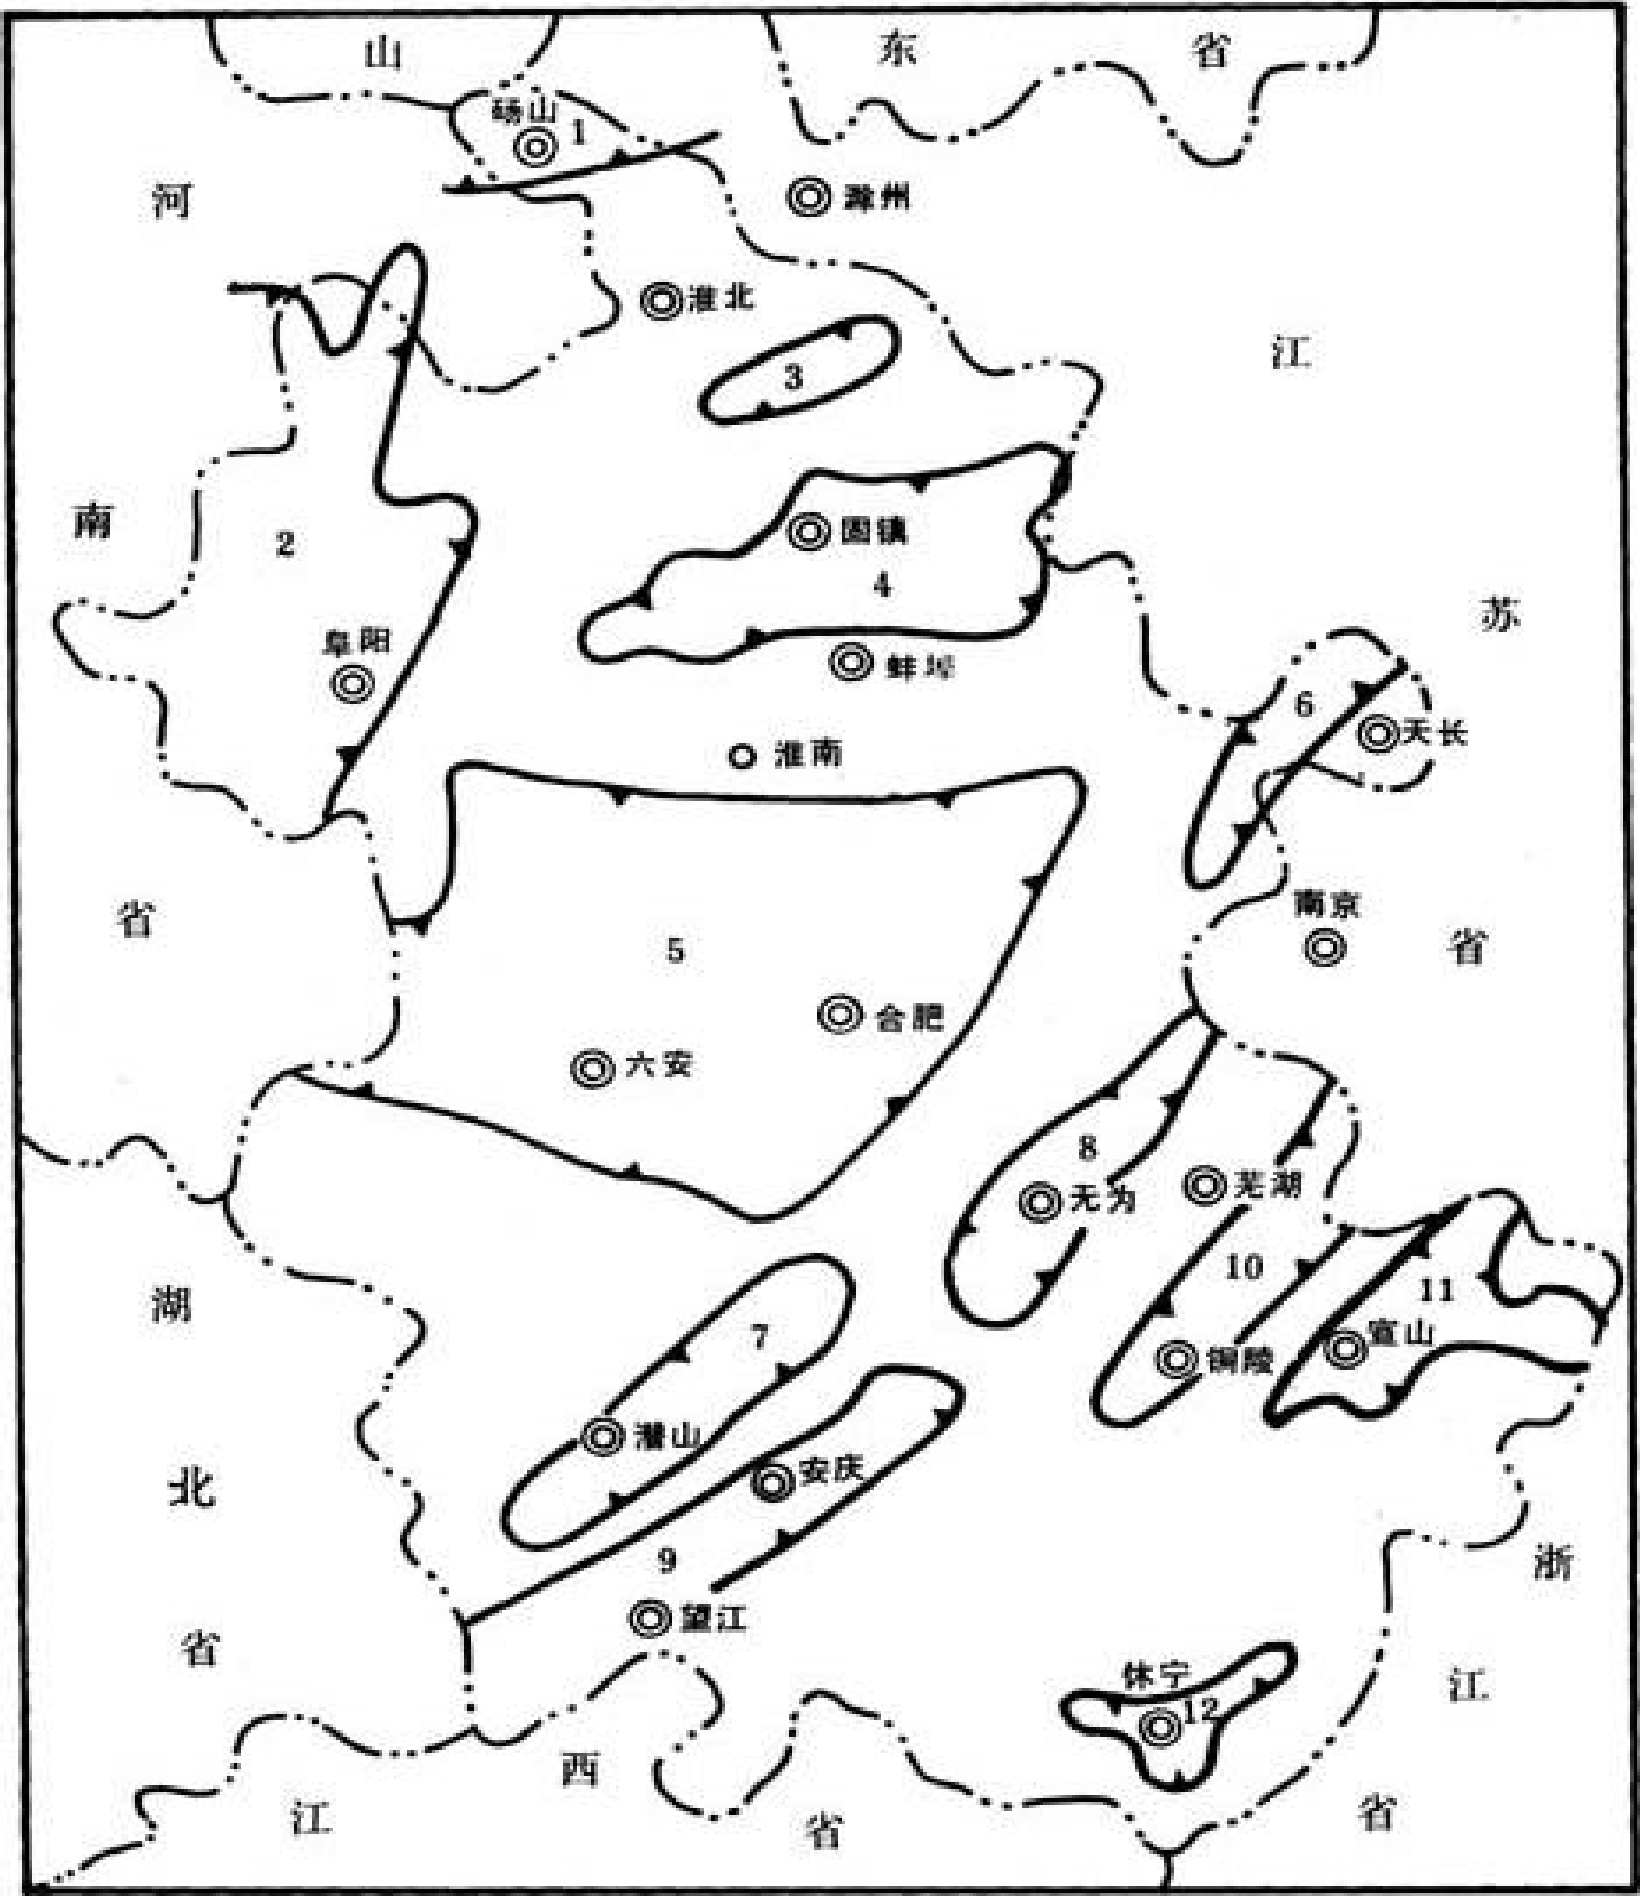 山 东 省
砀山 1
河
滁州
淮北
江
3
南
固镇
2
4
苏
阜阳
蚌埠
6
天长
淮南
南京
省
5
省
合肥
六安
8
无为
芜湖
10
11
湖
宣山
7
铜陵
潜山
安庆
北
9
浙
望江
省
休宁
12
江
西
江
省
省